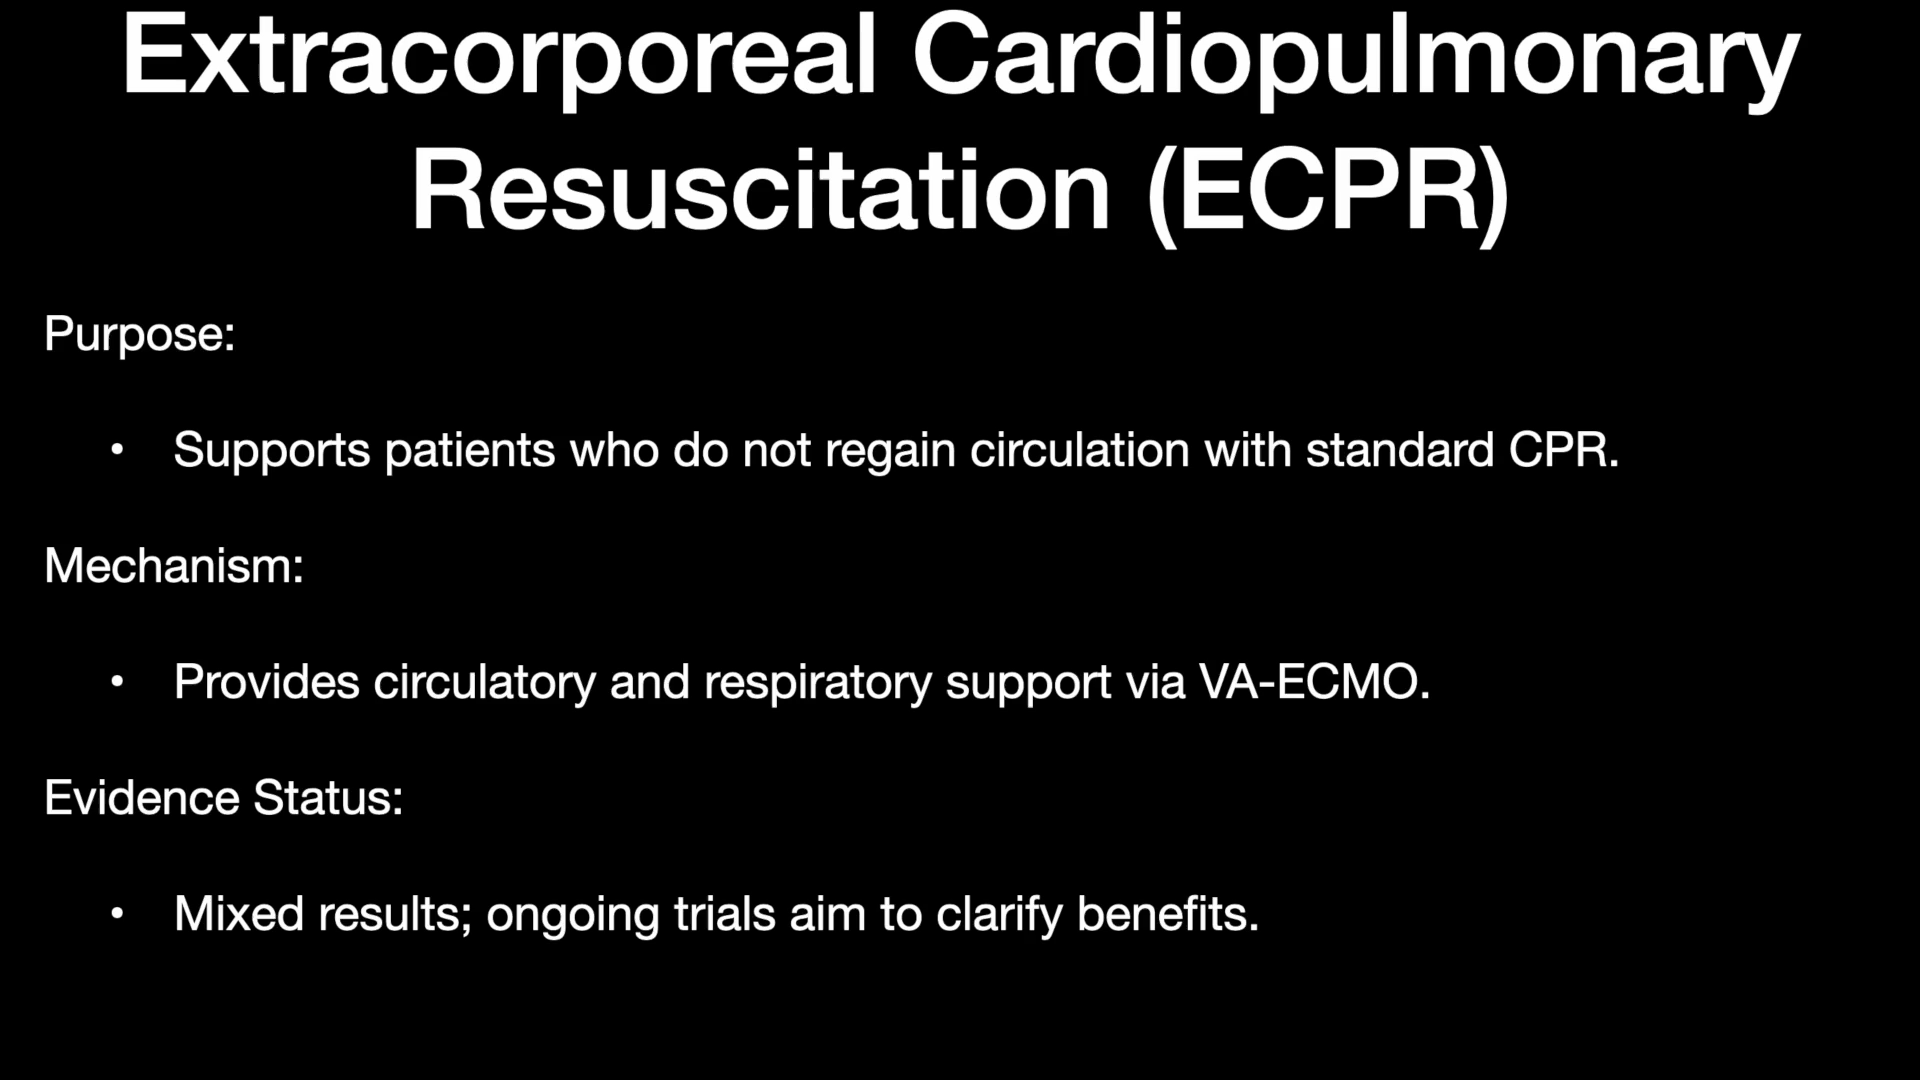 Extracorporeal Cardiopulmonary
Resuscitation (ECPR)
Purpose:
• Supports patients who do not regain circulation with standard CPR.
Mechanism:
• Provides circulatory and respiratory support via VA-ECMO.
Evidence Status:
• Mixed results; ongoing trials aim to clarify benefits.